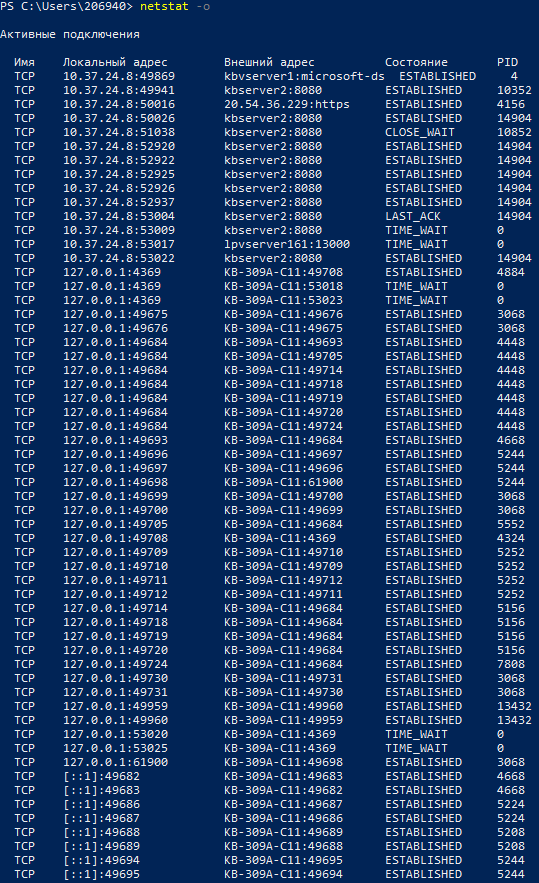 PS C:\Users\206940> netstat -o
Активные подключения
Имя Локальный адрес Внешний адрес Состояние PID
TCP 10.37.24.8:49869 kbvserver1:microsoft-ds ESTABLISHED 4
TCP 10.37.24.8:49941 kbserver2:8080 ESTABLISHED 10352
TCP 10.37.24.8:50016 20.54.36.229:https ESTABLISHED 4156
TCP 10.37.24.8:50026 kbserver2:8080 ESTABLISHED 14904
TCP 10.37.24.8:51038 kbserver2:8080 CLOSE_WAIT 10852
TCP 10.37.24.8:52920 kbserver2:8080 ESTABLISHED 14904
TCP 10.37.24.8:52922 kbserver2:8080 ESTABLISHED 14904
TCP 10.37.24.8:52925 kbserver2:8080 ESTABLISHED 14904
TCP 10.37.24.8:52926 kbserver2:8080 ESTABLISHED 14904
TCP 10.37.24.8:52937 kbserver2:8080 ESTABLISHED 14904
TCP 10.37.24.8:53004 kbserver2:8080 LAST_ACK 14904
TCP 10.37.24.8:53009 kbserver2:8080 TIME_WAIT 0
TCP 10.37.24.8:53017 lpvserver161:13000 TIME_WAIT 0
TCP 10.37.24.8:53022 kbserver2:8080 ESTABLISHED 14904
TCP 127.0.0.1:4369 KB-309A-C11:49708 ESTABLISHED 4884
TCP 127.0.0.1:4369 KB-309A-C11:53018 TIME_WAIT 0
TCP 127.0.0.1:4369 KB-309A-C11:53023 TIME_WAIT 0
TCP 127.0.0.1:49675 KB-309A-C11:49676 ESTABLISHED 3068
TCP 127.0.0.1:49676 KB-309A-C11:49675 ESTABLISHED 3068
TCP 127.0.0.1:49684 KB-309A-C11:49693 ESTABLISHED 4448
TCP 127.0.0.1:49684 KB-309A-C11:49705 ESTABLISHED 4448
TCP 127.0.0.1:49684 KB-309A-C11:49714 ESTABLISHED 4448
TCP 127.0.0.1:49684 KB-309A-C11:49718 ESTABLISHED 4448
TCP 127.0.0.1:49684 KB-309A-C11:49719 ESTABLISHED 4448
TCP 127.0.0.1:49684 KB-309A-C11:49720 ESTABLISHED 4448
TCP 127.0.0.1:49684 KB-309A-C11:49724 ESTABLISHED 4448
TCP 127.0.0.1:49693 KB-309A-C11:49684 ESTABLISHED 4668
TCP 127.0.0.1:49696 KB-309A-C11:49697 ESTABLISHED 5244
TCP 127.0.0.1:49697 KB-309A-C11:49696 ESTABLISHED 5244
TCP 127.0.0.1:49698 KB-309A-C11:61900 ESTABLISHED 5244
TCP 127.0.0.1:49699 KB-309A-C11:49700 ESTABLISHED 3068
TCP 127.0.0.1:49700 KB-309A-C11:49699 ESTABLISHED 3068
TCP 127.0.0.1:49705 KB-309A-C11:49684 ESTABLISHED 5552
TCP 127.0.0.1:49708 KB-309A-C11:4369 ESTABLISHED 4324
TCP 127.0.0.1:49709 KB-309A-C11:49710 ESTABLISHED 5252
TCP 127.0.0.1:49710 KB-309A-C11:49709 ESTABLISHED 5252
TCP 127.0.0.1:49711 KB-309A-C11:49712 ESTABLISHED 5252
TCP 127.0.0.1:49712 KB-309A-C11:49711 ESTABLISHED 5252
TCP 127.0.0.1:49714 KB-309A-C11:49684 ESTABLISHED 5156
TCP 127.0.0.1:49718 KB-309A-C11:49684 ESTABLISHED 5156
TCP 127.0.0.1:49719 KB-309A-C11:49684 ESTABLISHED 5156
TCP 127.0.0.1:49720 KB-309A-C11:49684 ESTABLISHED 5156
TCP 127.0.0.1:49724 KB-309A-C11:49684 ESTABLISHED 7808
TCP 127.0.0.1:49730 KB-309A-C11:49731 ESTABLISHED 3068
TCP 127.0.0.1:49731 KB-309A-C11:49730 ESTABLISHED 3068
TCP 127.0.0.1:49959 KB-309A-C11:49960 ESTABLISHED 13432
TCP 127.0.0.1:49960 KB-309A-C11:49959 ESTABLISHED 13432
TCP 127.0.0.1:53020 KB-309A-C11:4369 TIME_WAIT 0
TCP 127.0.0.1:53025 KB-309A-C11:4369 TIME_WAIT 0
TCP 127.0.0.1:61900 KB-309A-C11:49698 ESTABLISHED 3068
TCP [::1]:49682 KB-309A-C11:49683 ESTABLISHED 4668
TCP [::1]:49683 KB-309A-C11:49682 ESTABLISHED 4668
TCP [::1]:49686 KB-309A-C11:49687 ESTABLISHED 5224
TCP [::1]:49687 KB-309A-C11:49686 ESTABLISHED 5224
TCP [::1]:49688 KB-309A-C11:49689 ESTABLISHED 5208
TCP [::1]:49689 KB-309A-C11:49688 ESTABLISHED 5208
TCP [::1]:49694 KB-309A-C11:49695 ESTABLISHED 5244
TCP [::1]:49695 KB-309A-C11:49694 ESTABLISHED 5244